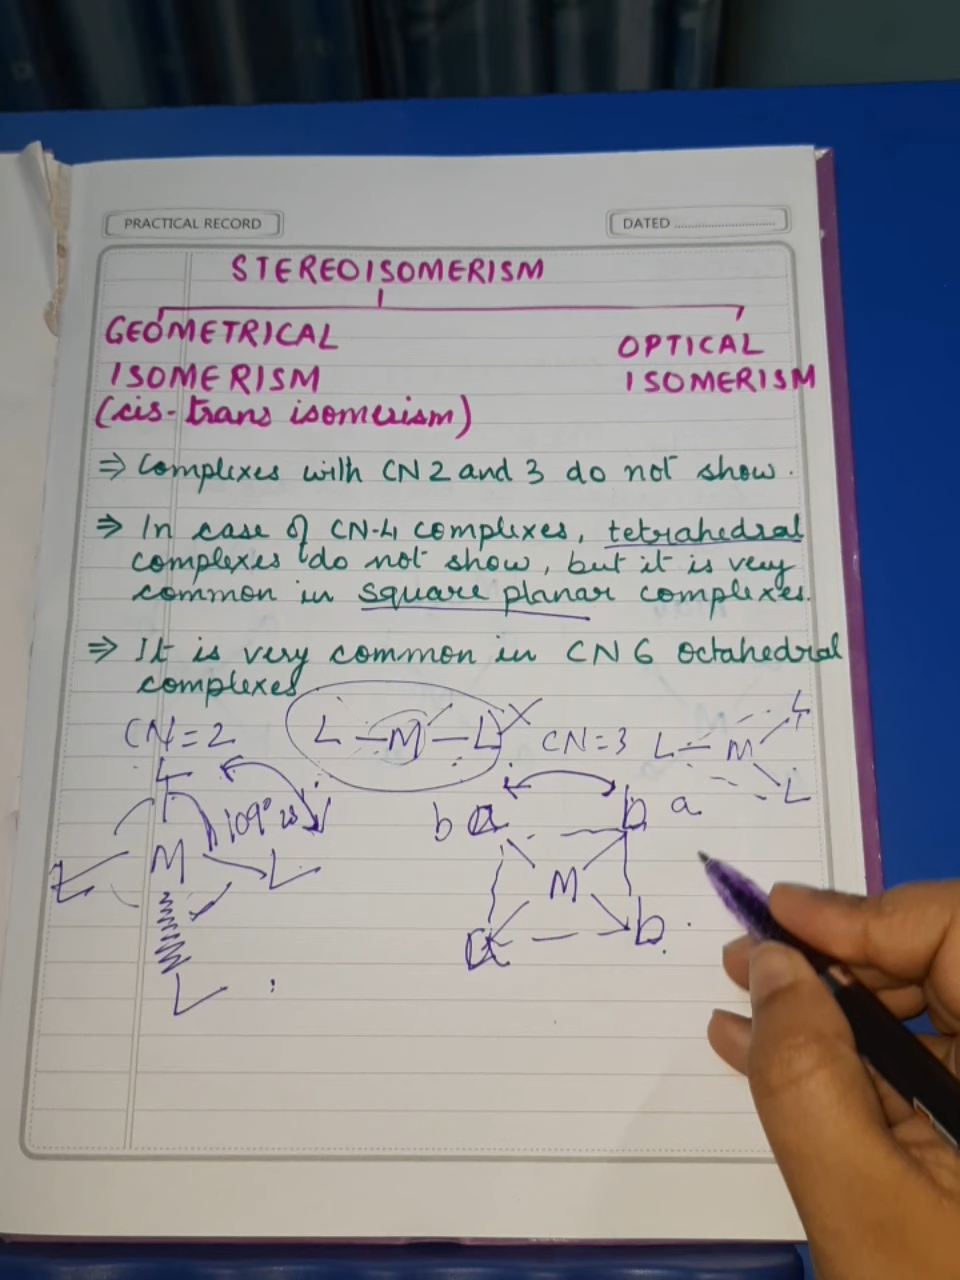 PRACTICAL RECORD
DATED
STEREOISOMERISM
GEOMETRICAL
ISOMERISM
(cis-trans isomerism)
OPTICAL
ISOMERISM
⇒ Complexes with CN 2 and 3 do not show.
⇒ In case of CN-4 complexes, tetrahedral
complexes do not show, but it is very
common in square planar complexes.
⇒ It is very common in CN 6 octahedral
complexes
CN=2
L - M - L X
CN=3
L - M
L
L
L
109° 28'
M
L
L
L
b a
b a
M
a
b